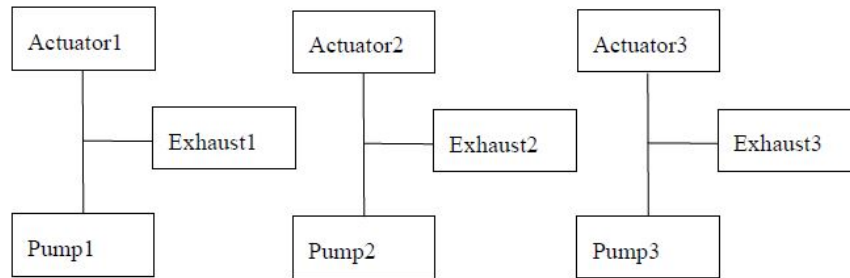 Actuator1
Actuator2
Actuator3
Exhaust1
Exhaust2
Exhaust3
Pump1
Pump2
Pump3